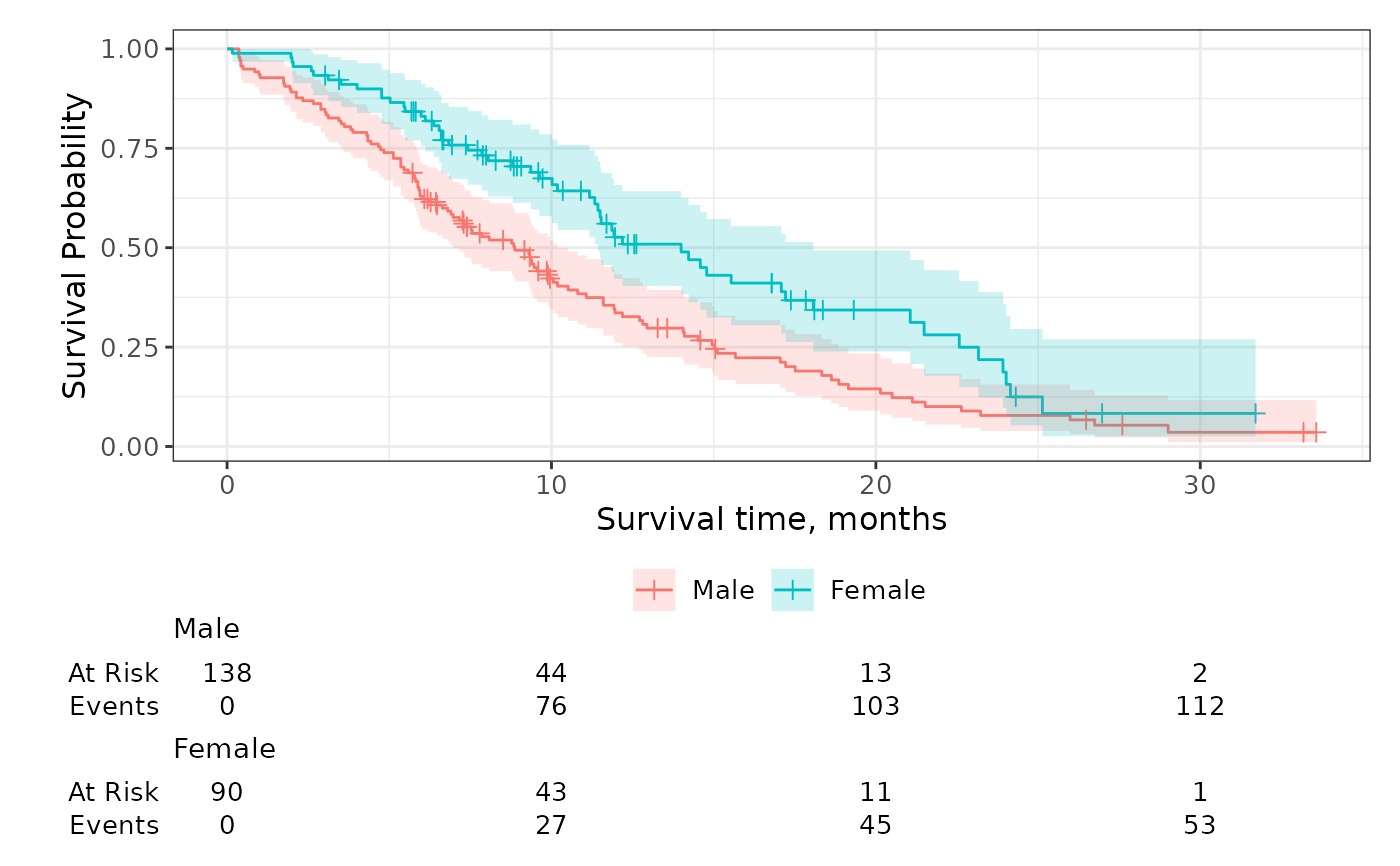 Survival Probability
1.00
0.75
0.50
0.25
0.00
0 10 20 30
Survival time, months
Male Female
Male
At Risk 138 44 13 2
Events 0 76 103 112
Female
At Risk 90 43 11 1
Events 0 27 45 53